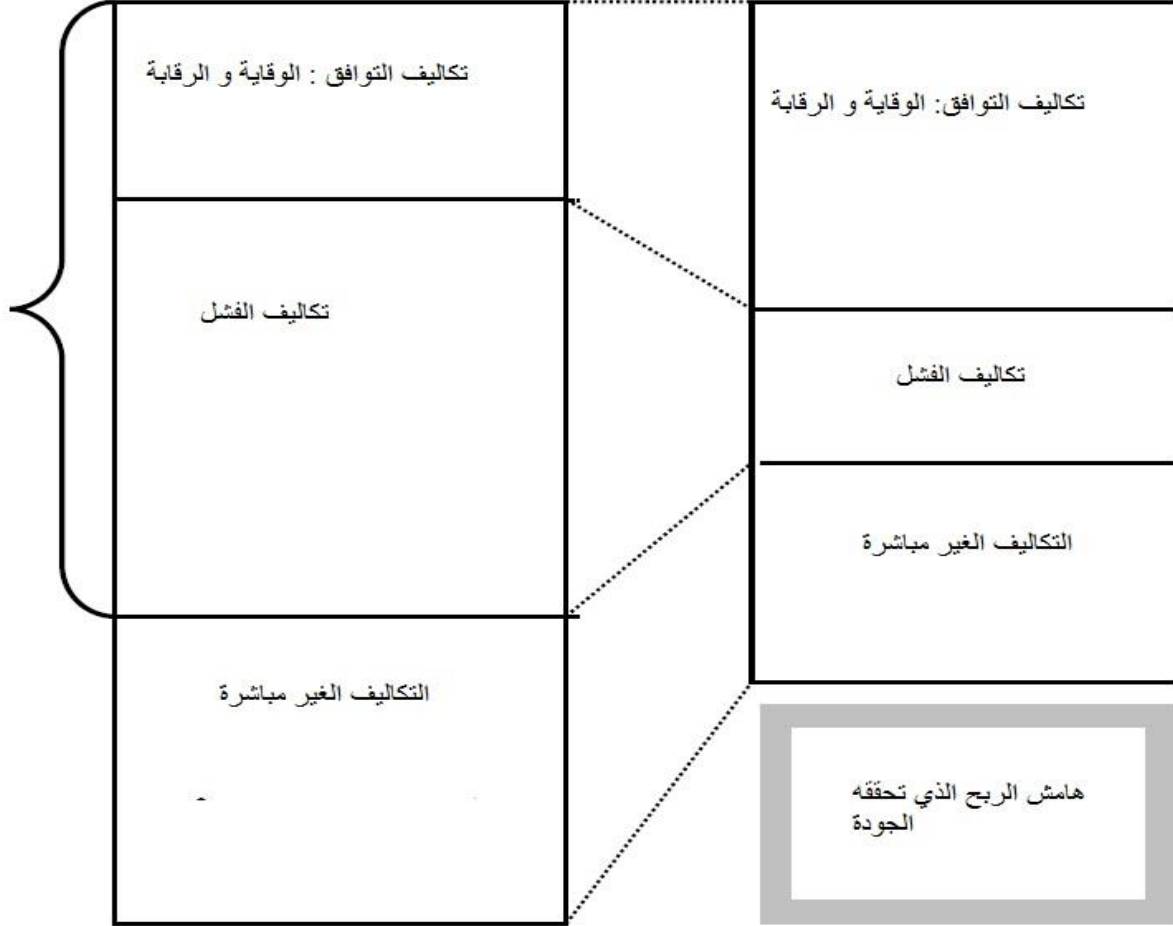 تكاليف التوافق : الوقاية و الرقابة
تكاليف الفشل
التكاليف الغير مباشرة
تكاليف التوافق: الوقاية و الرقابة
تكاليف الفشل
التكاليف الغير مباشرة
هامش الربح الذي تحققه
الجودة